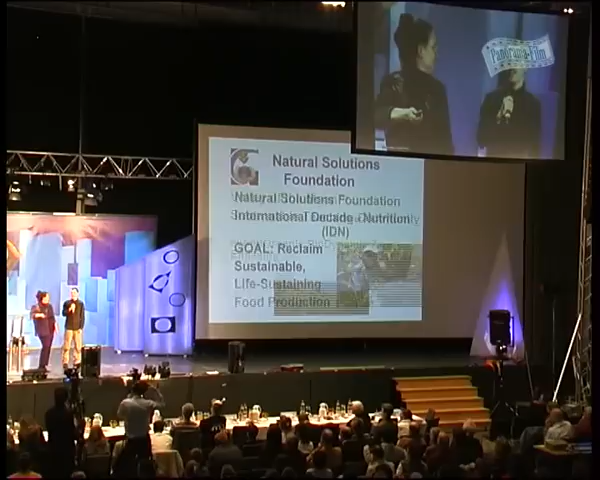 Panorama-Film
Natural Solutions
Foundation
Natural Solutions Foundation
International Decade Nutrition
(IDN)
GOAL: Reclaim
Sustainable,
Life-Sustaining
Food Production